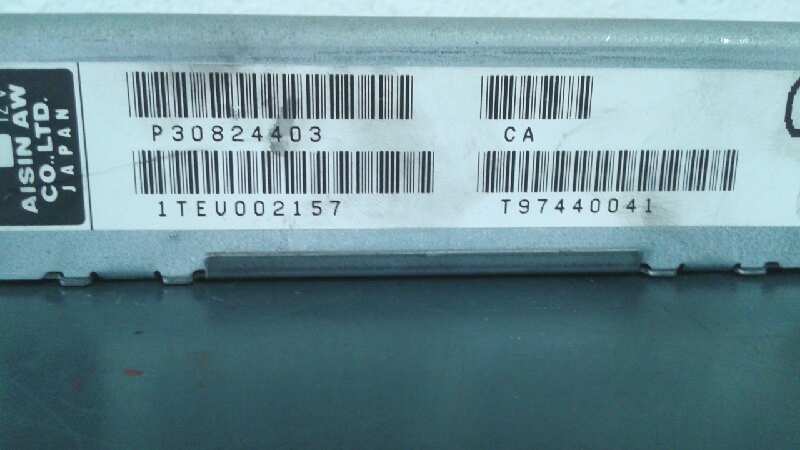 12V
AISIN AW
CO.,LTD.
JAPAN
P30824403
CA
1TEV002157
T97440041